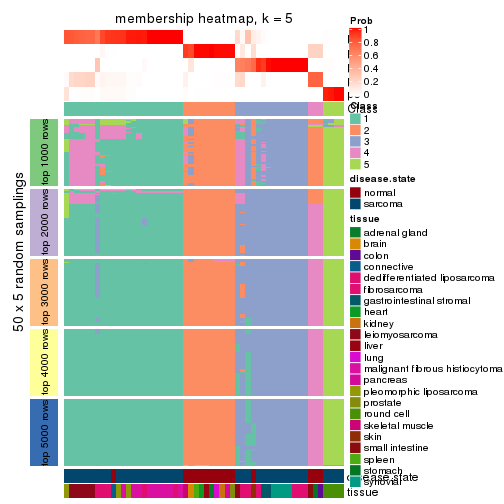 membership heatmap, k = 5
Prob
1
0.8
0.6
0.4
0.2
0
Class
Class
1
2
3
4
5
disease.state
normal
sarcoma
tissue
adrenal gland
brain
colon
connective
dedifferentiated liposarcoma
fibrosarcoma
gastrointestinal stromal
heart
kidney
leiomyosarcoma
liver
lung
malignant fibrous histiocytoma
pancreas
pleomorphic liposarcoma
prostate
round cell
skeletal muscle
skin
small intestine
spleen
stomach
synovial
disease.state
tissue
50 x 5 random samplings
top 1000 rows
top 2000 rows
top 3000 rows
top 4000 rows
top 5000 rows